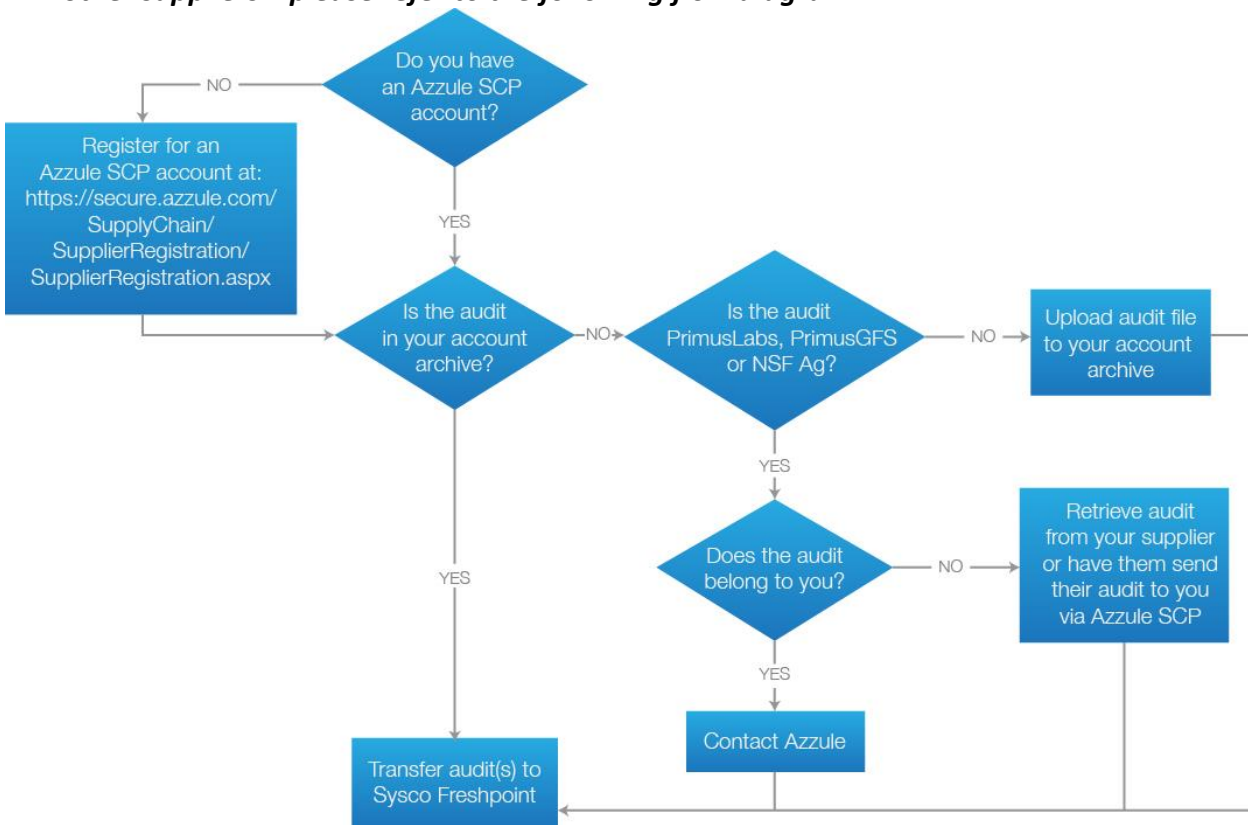 Do you have
an Azzule SCP
account?
NO
Register for an
Azzule SCP account at:
https://secure.azzule.com/
SupplyChain/
SupplierRegistration/
SupplierRegistration.aspx
YES
Is the audit
in your account
archive?
NO
Is the audit
PrimusLabs, PrimusGFS
or NSF Ag?
NO
Upload audit file
to your account
archive
YES
Does the audit
belong to you?
NO
Retrieve audit
from your supplier
or have them send
their audit to you
via Azzule SCP
YES
YES
Contact Azzule
Transfer audit(s) to
Sysco Freshpoint